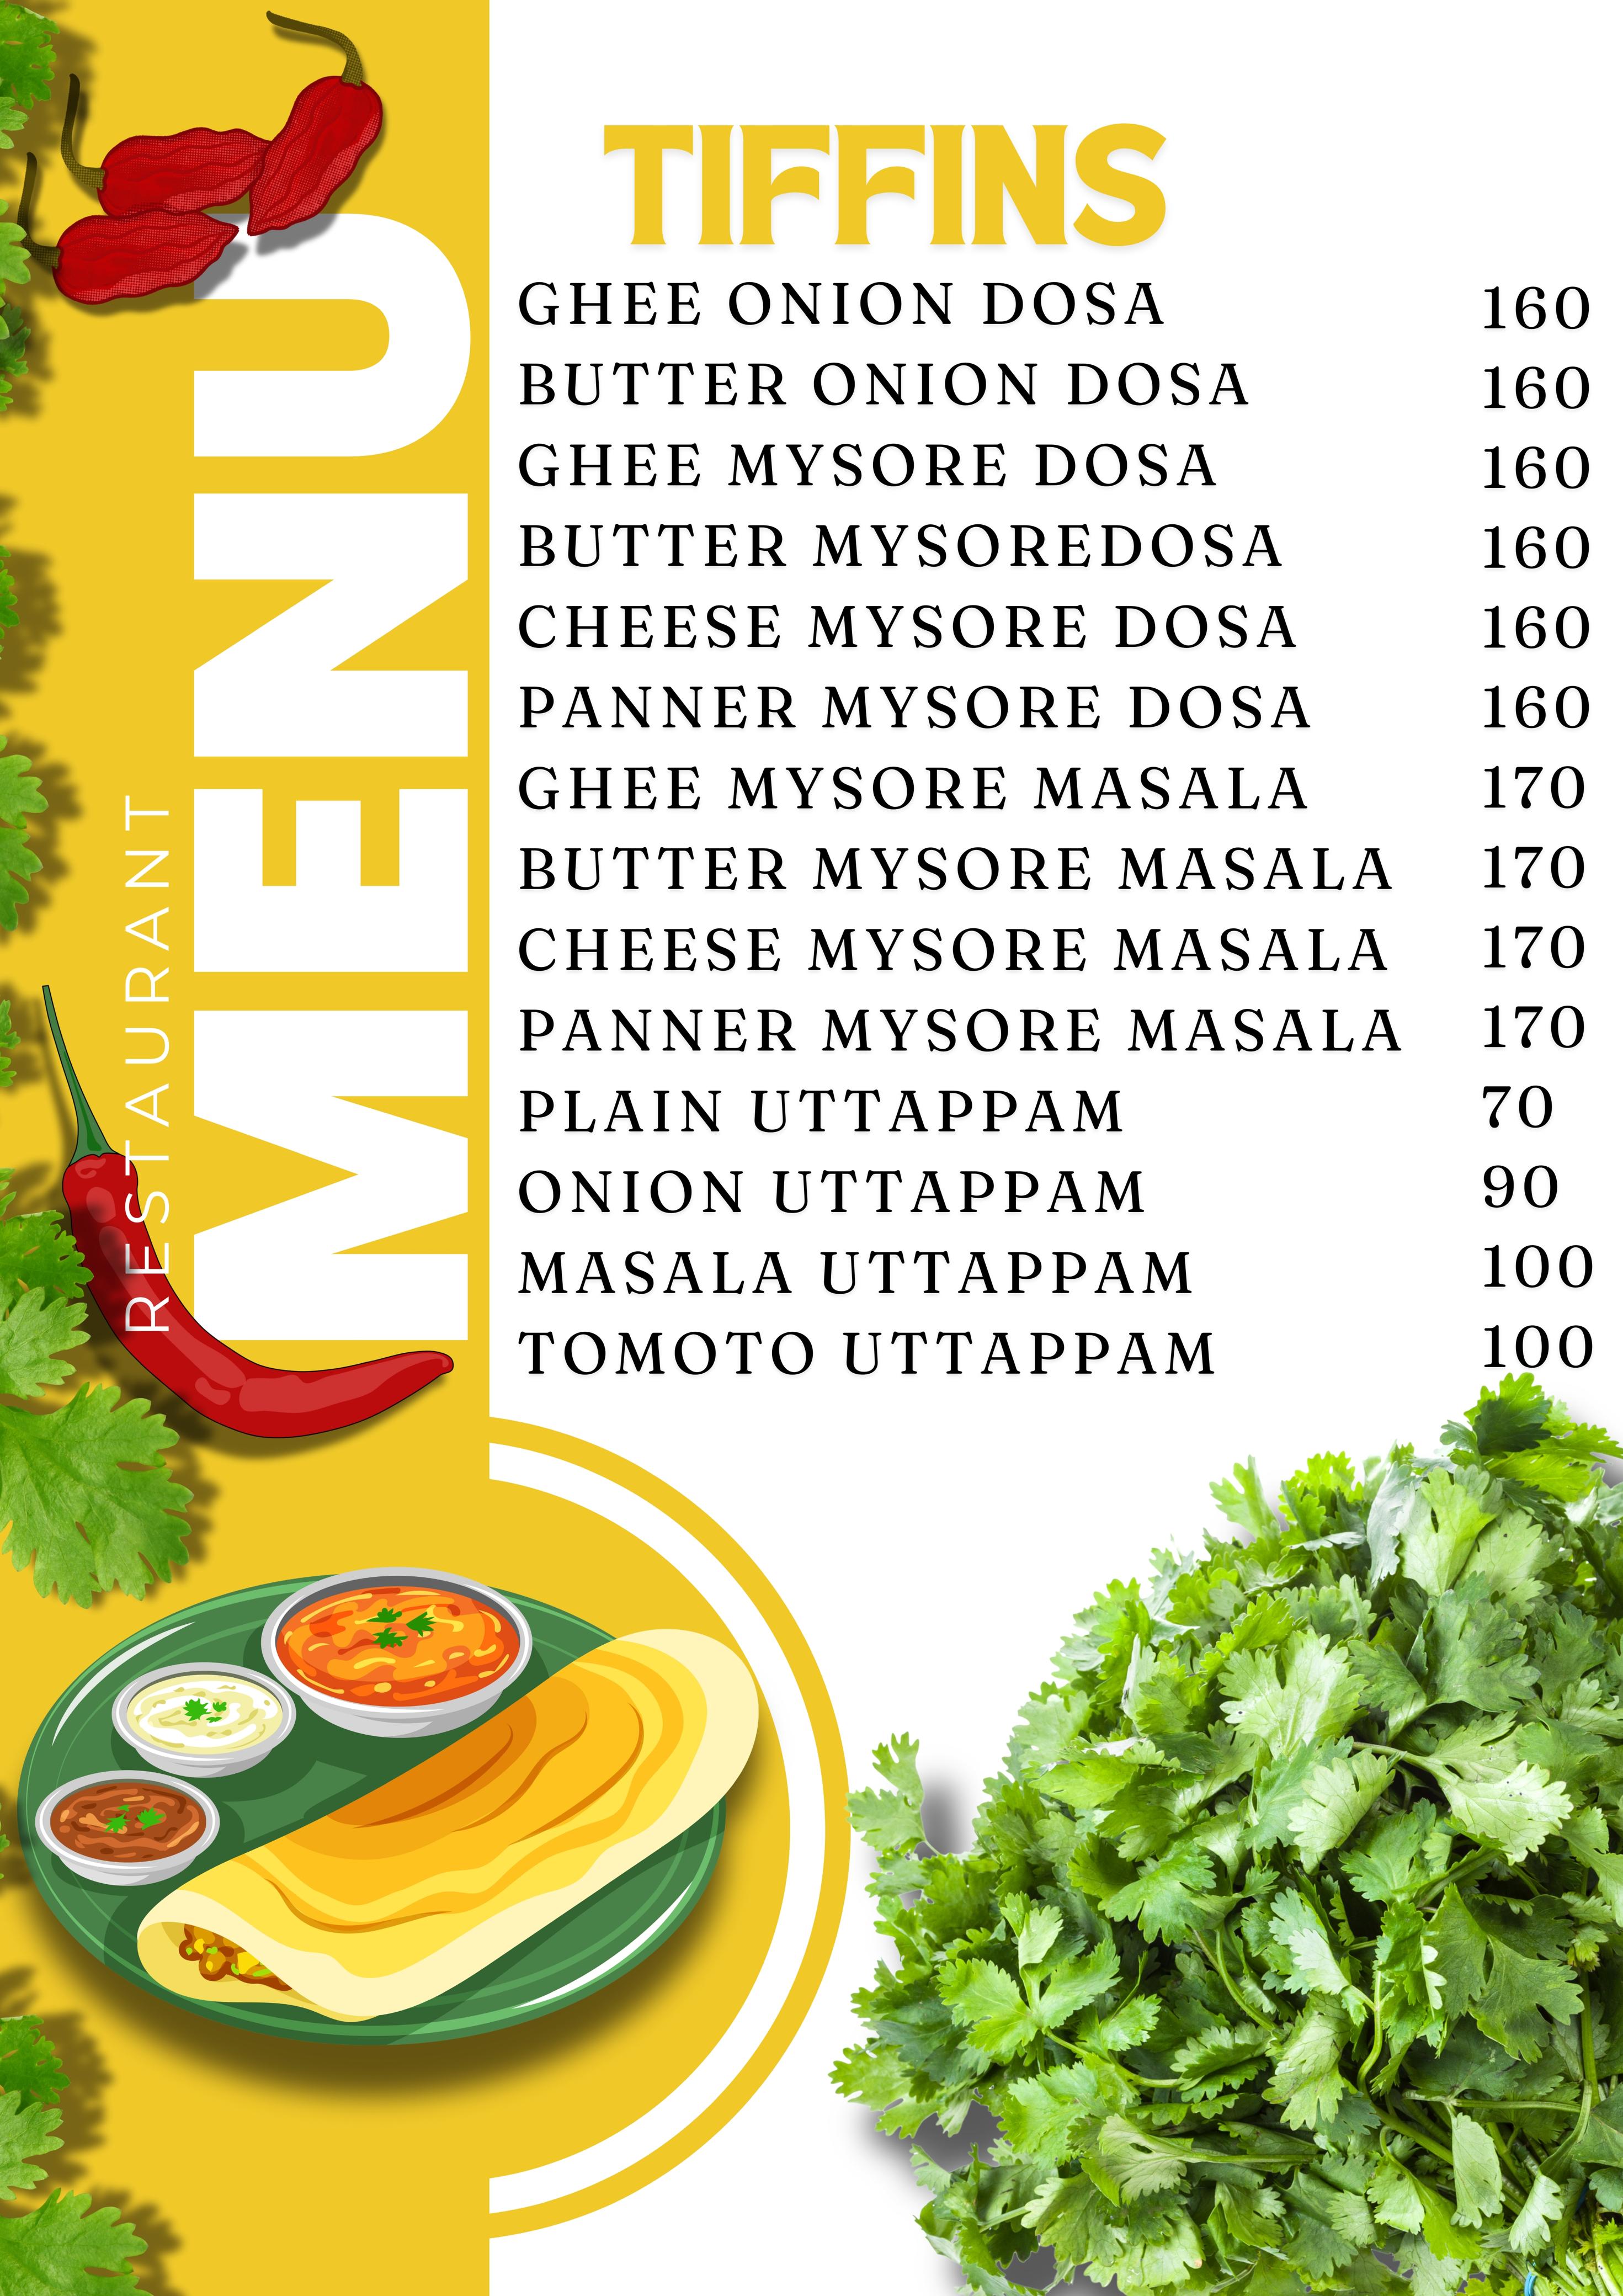 RESTAURANT
MENU
TIFFINS
GHEE ONION DOSA 160
BUTTER ONION DOSA 160
GHEE MYSORE DOSA 160
BUTTER MYSOREDOSA 160
CHEESE MYSORE DOSA 160
PANNER MYSORE DOSA 160
GHEE MYSORE MASALA 170
BUTTER MYSORE MASALA 170
CHEESE MYSORE MASALA 170
PANNER MYSORE MASALA 170
PLAIN UTTAPPAM 70
ONION UTTAPPAM 90
MASALA UTTAPPAM 100
TOMOTO UTTAPPAM 100